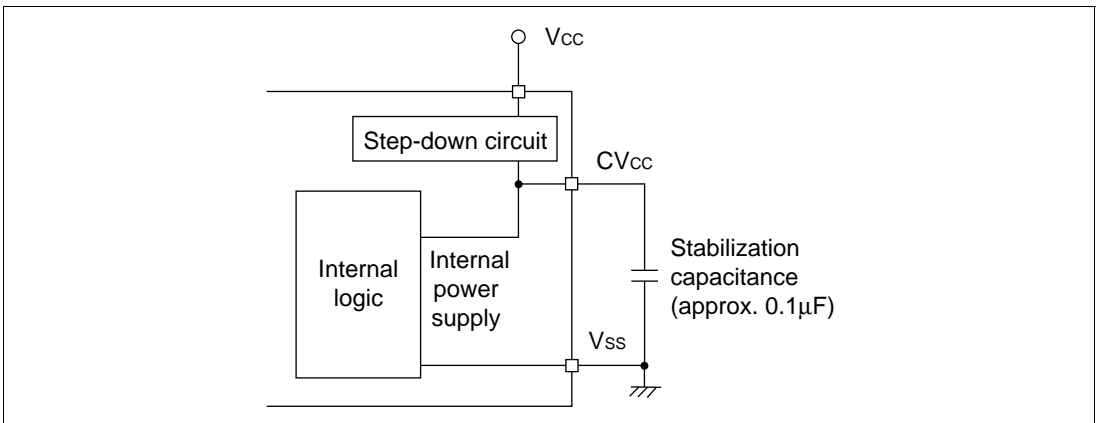 Vcc
Step-down circuit
CVcc
Internal
logic
Internal
power
supply
Stabilization
capacitance
(approx. 0.1μF)
Vss